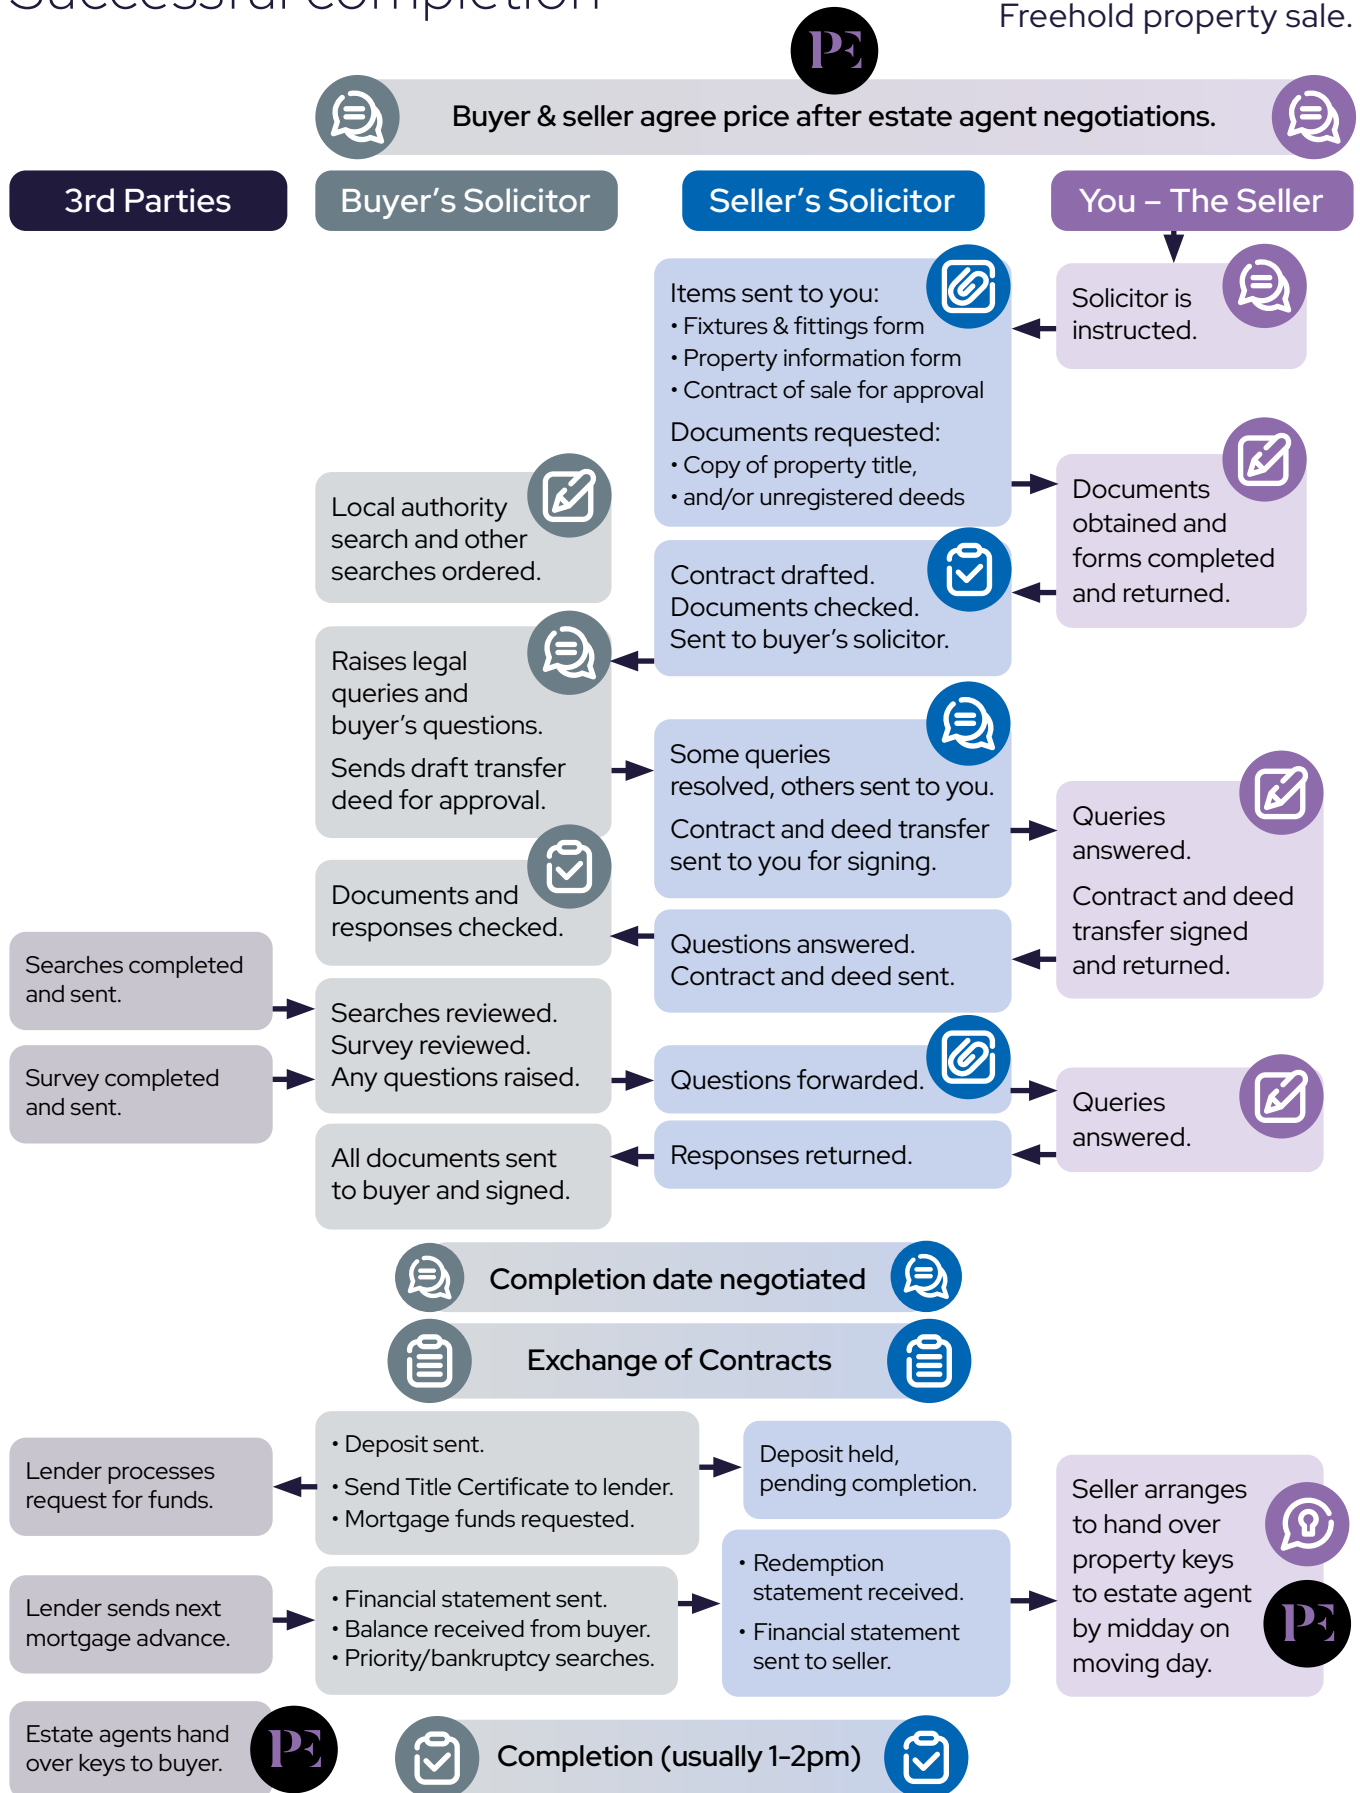 Successful completion
Freehold property sale.
PE
Buyer & seller agree price after estate agent negotiations.
3rd Parties
Buyer's Solicitor
Seller's Solicitor
You – The Seller
Solicitor is
instructed.
Items sent to you:
• Fixtures & fittings form
• Property information form
• Contract of sale for approval
Documents requested:
• Copy of property title,
• and/or unregistered deeds
Documents
obtained and
forms completed
and returned.
Local authority
search and other
searches ordered.
Contract drafted.
Documents checked.
Sent to buyer's solicitor.
Raises legal
queries and
buyer's questions.
Sends draft transfer
deed for approval.
Some queries
resolved, others sent to you.
Contract and deed transfer
sent to you for signing.
Queries
answered.
Contract and deed
transfer signed
and returned.
Documents and
responses checked.
Questions answered.
Contract and deed sent.
Searches completed
and sent.
Survey completed
and sent.
Searches reviewed.
Survey reviewed.
Any questions raised.
Questions forwarded.
Queries
answered.
Responses returned.
All documents sent
to buyer and signed.
Completion date negotiated
Exchange of Contracts
Lender processes
request for funds.
• Deposit sent.
• Send Title Certificate to lender.
• Mortgage funds requested.
Deposit held,
pending completion.
Seller arranges
to hand over
property keys
to estate agent
by midday on
moving day.
PE
Lender sends next
mortgage advance.
• Financial statement sent.
• Balance received from buyer.
• Priority/bankruptcy searches.
• Redemption
statement received.
• Financial statement
sent to seller.
Estate agents hand
over keys to buyer.
PE
Completion (usually 1-2pm)